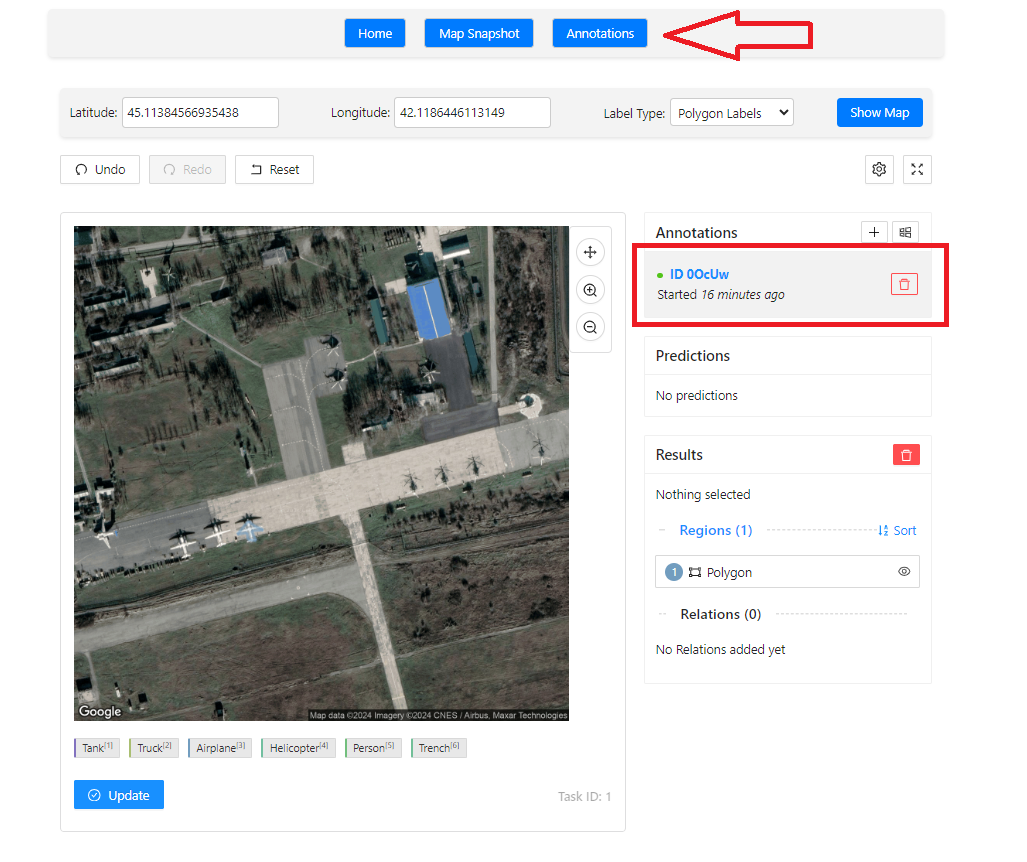 Home Map Snapshot Annotations
Latitude: 45.11384566935438 Longitude: 42.1186446113149 Label Type: Polygon Labels Show Map
Undo Redo Reset
Annotations
ID 0OcUw
Started 16 minutes ago
Predictions
No predictions
Results
Nothing selected
Regions (1) Sort
1 Polygon
Relations (0)
No Relations added yet
Google
Map data ©2024 Imagery ©2024 CNES / Airbus, Maxar Technologies
Tank[1] Truck[2] Airplane[3] Helicopter[4] Person[5] Trench[6]
Update
Task ID: 1